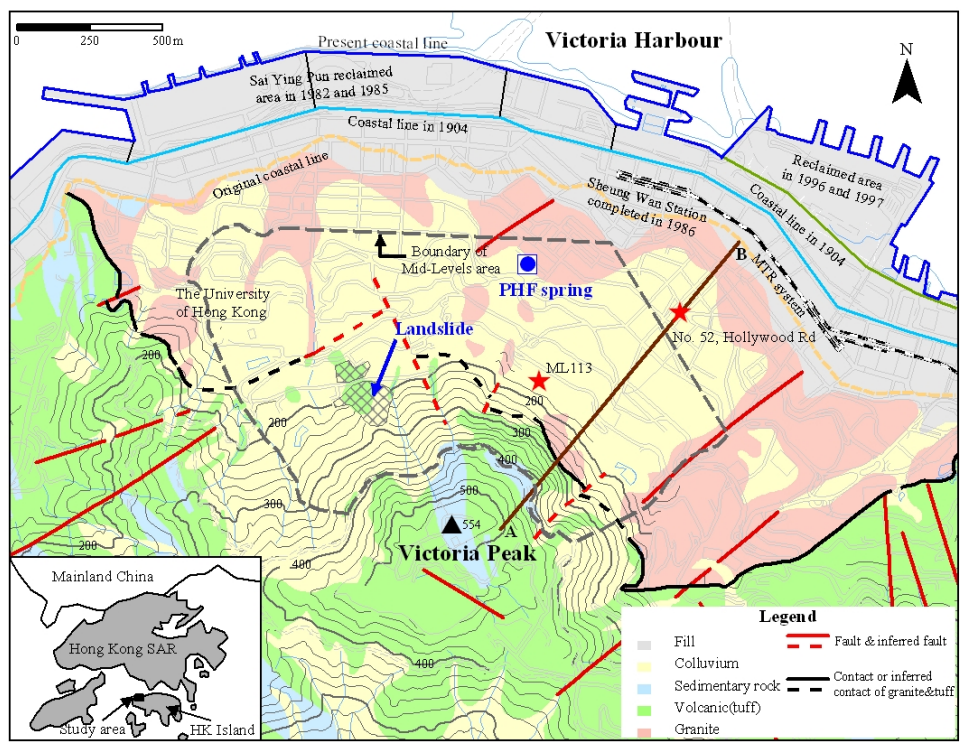 0 250 500m
Present coastal line
Victoria Harbour
N
Sai Ying Pun reclaimed
area in 1982 and 1985
Coastal line in 1904
Original coastal line
Sheung Wan Station
completed in 1986
Reclaimed area
in 1996 and 1997
Coastal line in 1904
MTR system
B
Boundary of
Mid-Levels area
PHF spring
The University
of Hong Kong
Landslide
No. 52, Hollywood Rd
ML113
200
200
200
300
400
500
300
554
A
Victoria Peak
200
400
400
Mainland China
Hong Kong SAR
Study area
HK Island
Legend
Fill
Colluvium
Sedimentary rock
Volcanic(tuff)
Granite
Fault & inferred fault
Contact or inferred
contact of granite&tuff